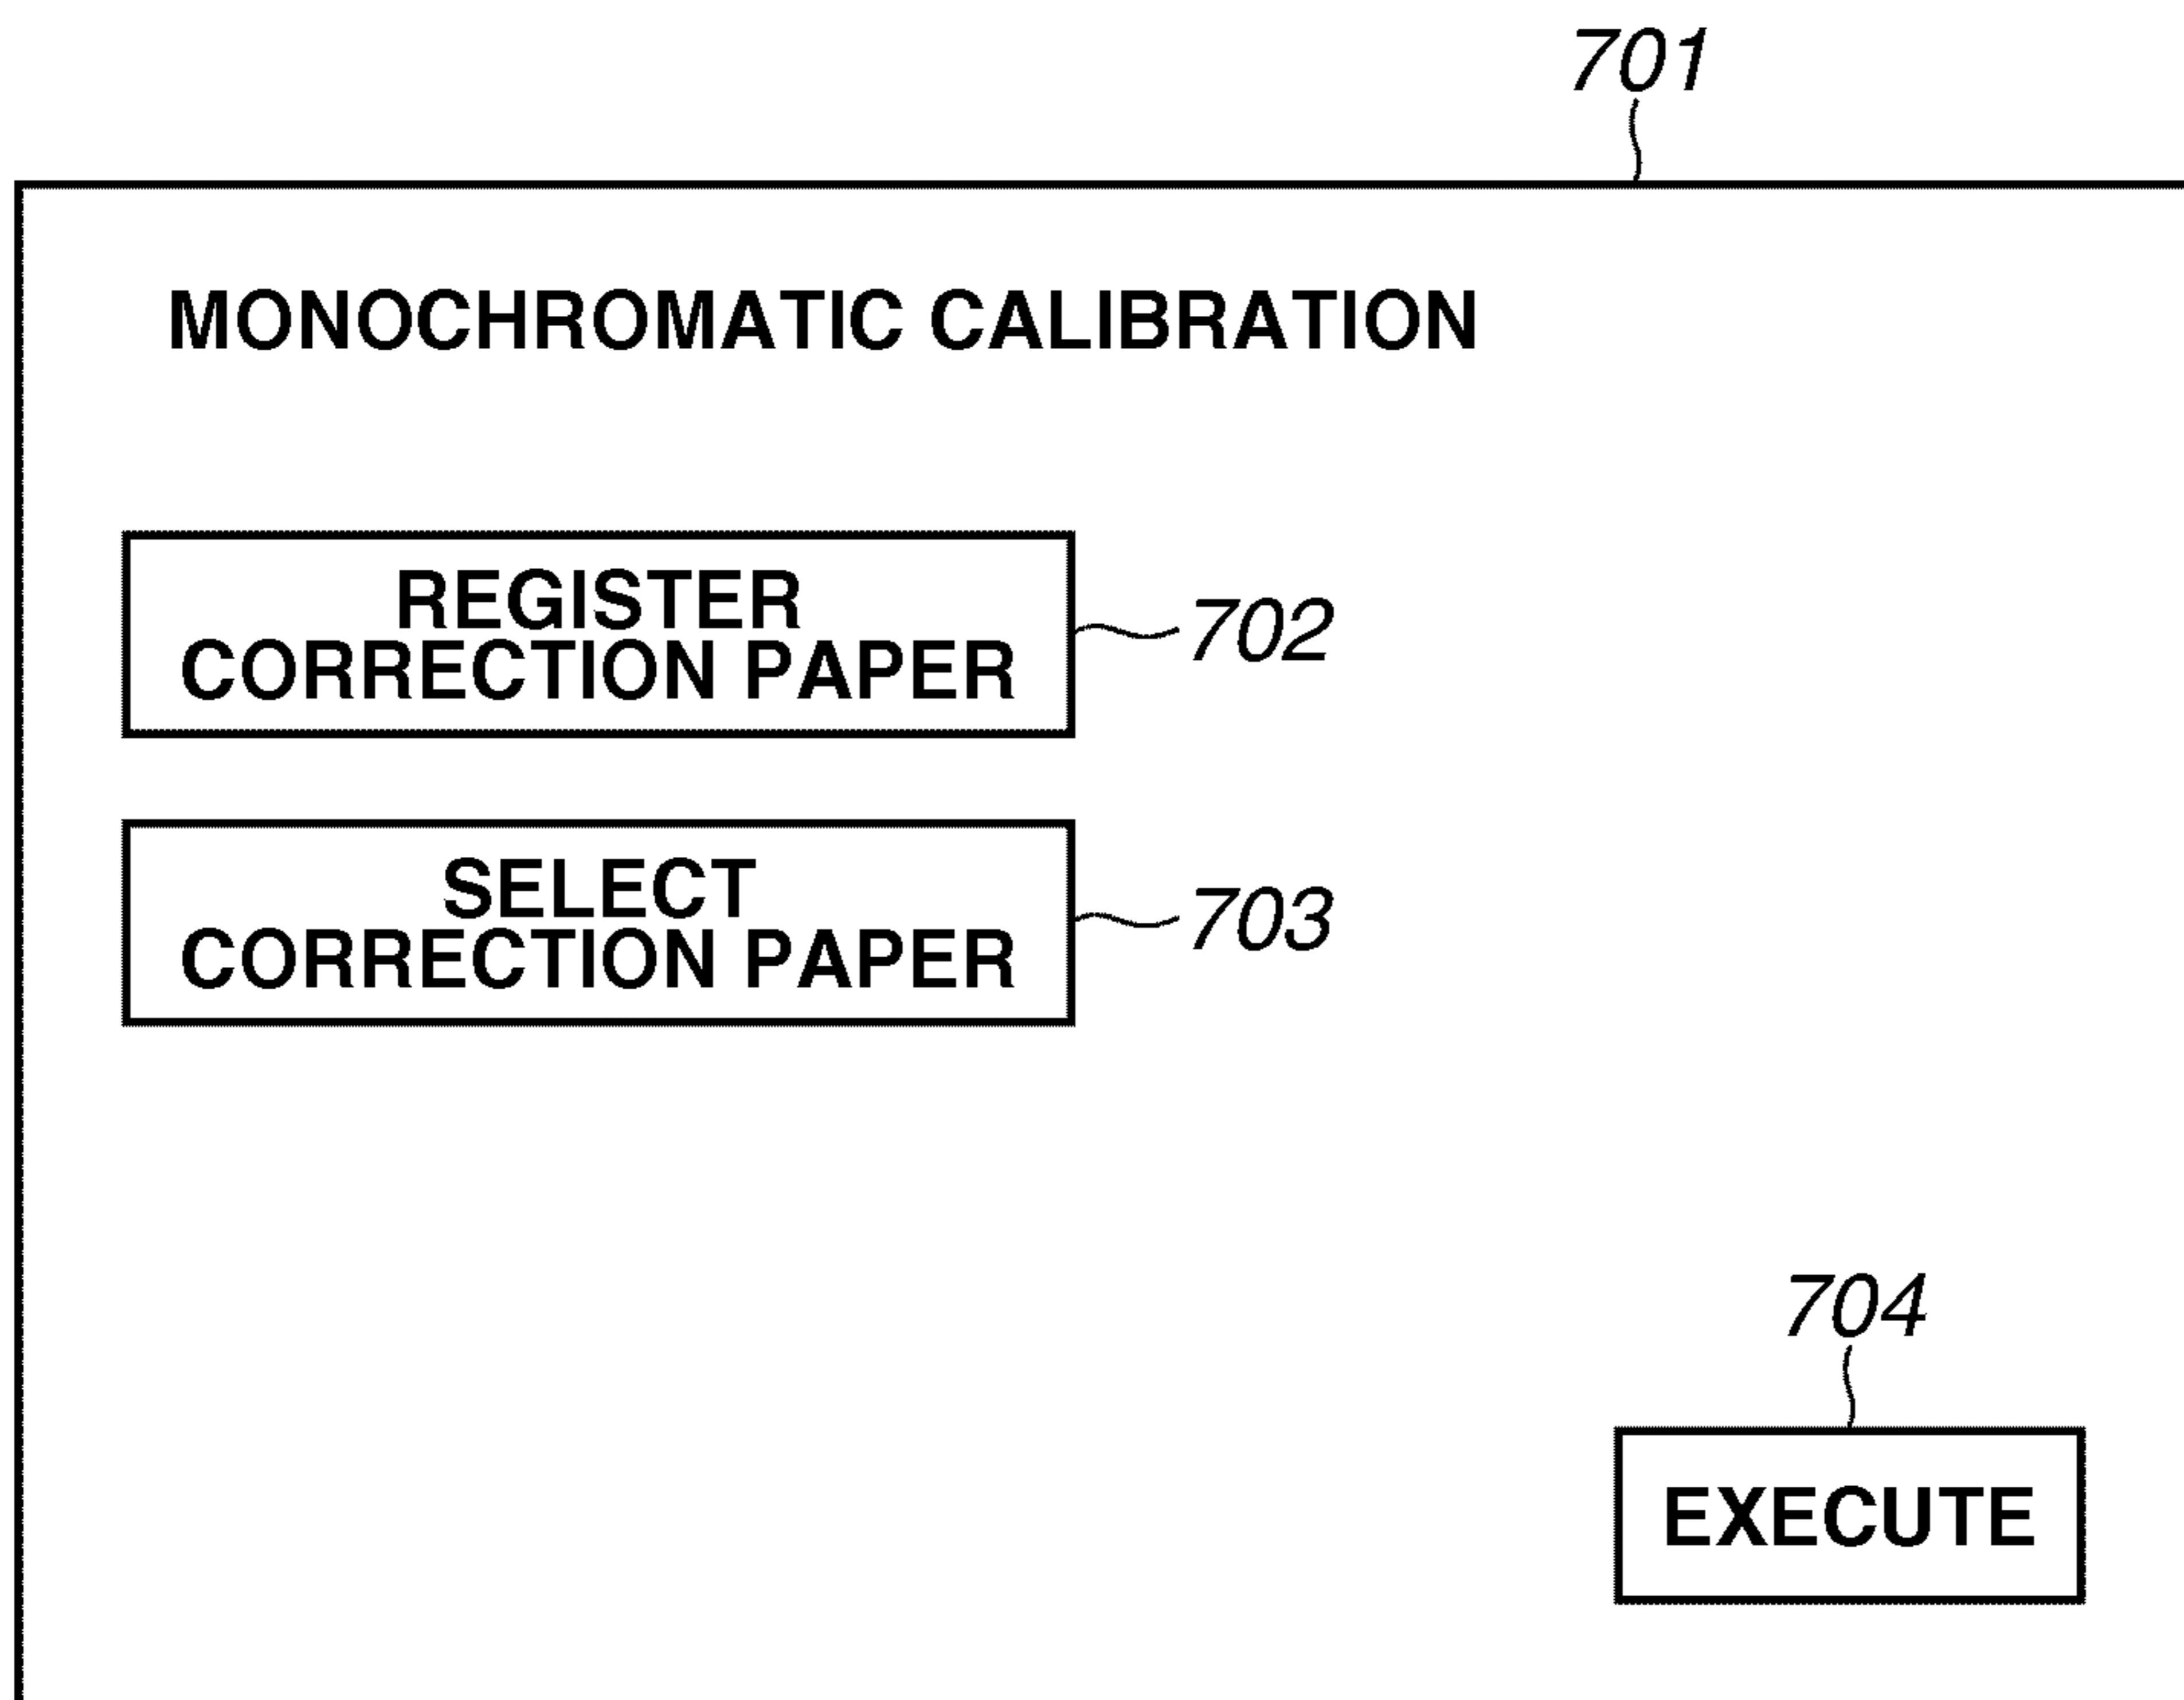 701
MONOCHROMATIC CALIBRATION
REGISTER
CORRECTION PAPER
702
SELECT
CORRECTION PAPER
703
704
EXECUTE